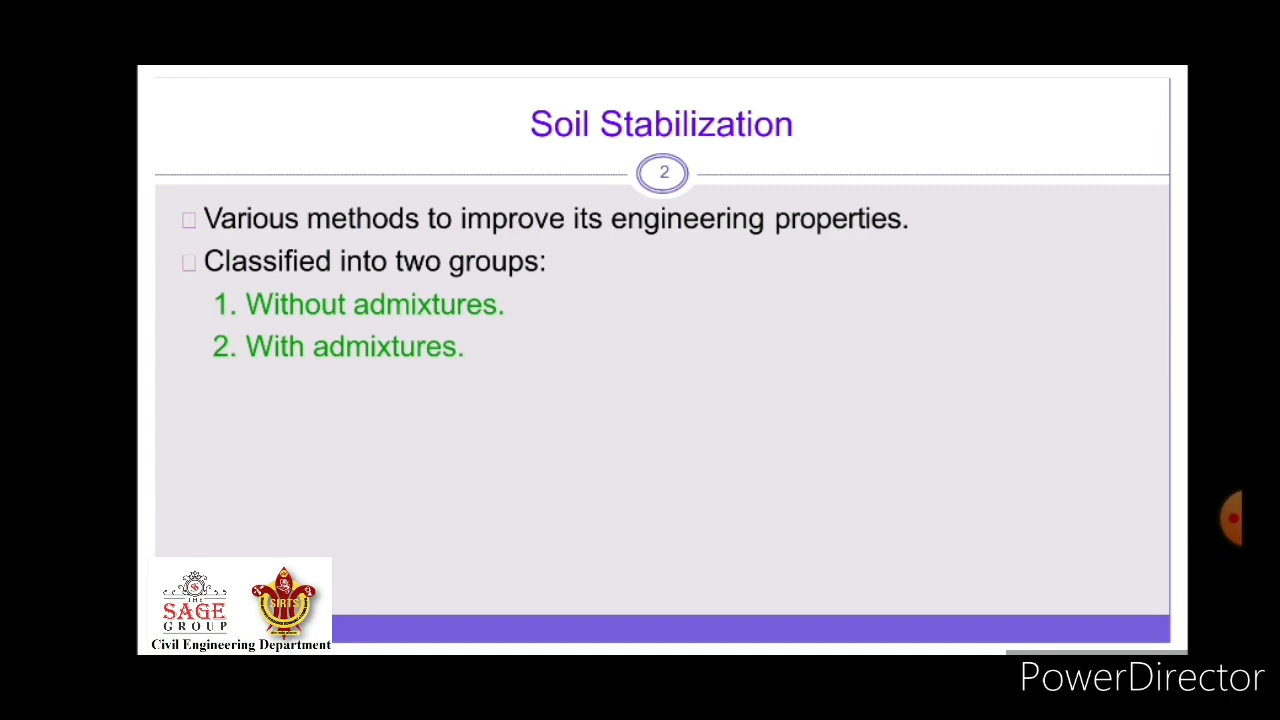 Soil Stabilization
2
Various methods to improve its engineering properties.
Classified into two groups:
1. Without admixtures.
2. With admixtures.
THE
SAGE
GROUP
SIRTS
Civil Engineering Department
PowerDirector